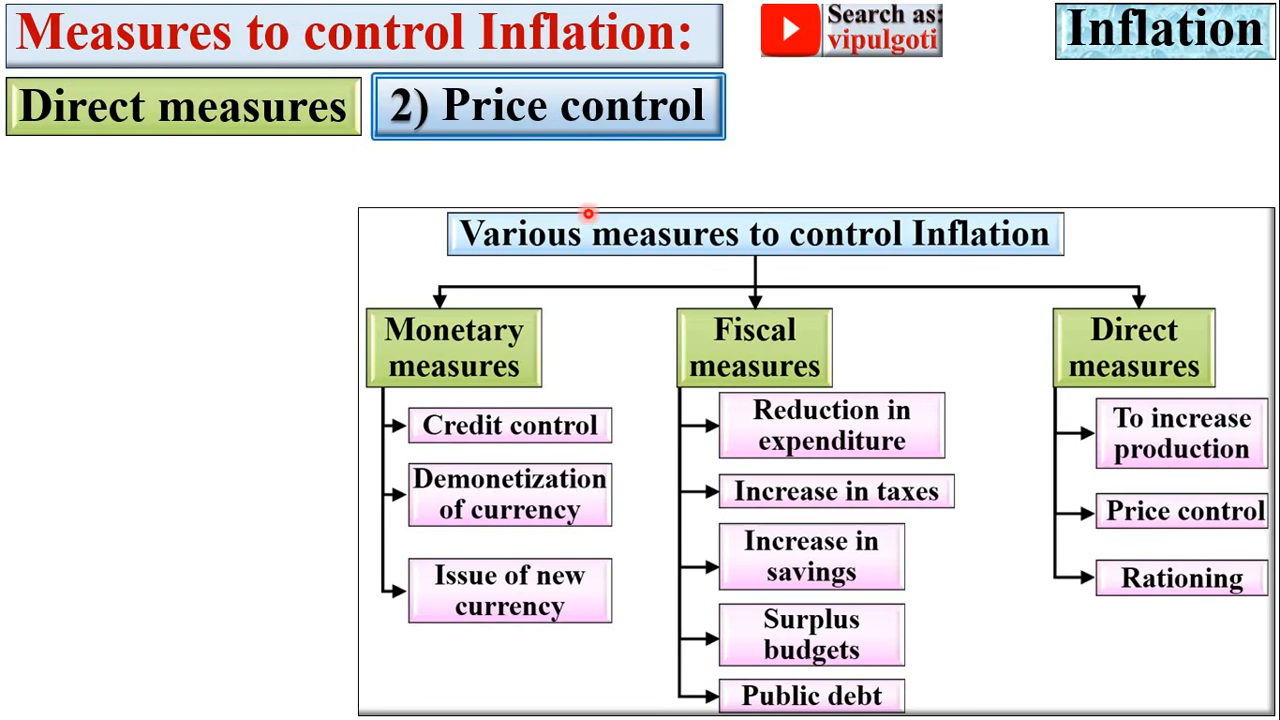 Measures to control Inflation:
Search as:
vipulgoti
Inflation
Direct measures
2) Price control
Various measures to control Inflation
Monetary
measures
Credit control
Demonetization
of currency
Issue of new
currency
Fiscal
measures
Reduction in
expenditure
Increase in taxes
Increase in
savings
Surplus
budgets
Public debt
Direct
measures
To increase
production
Price control
Rationing